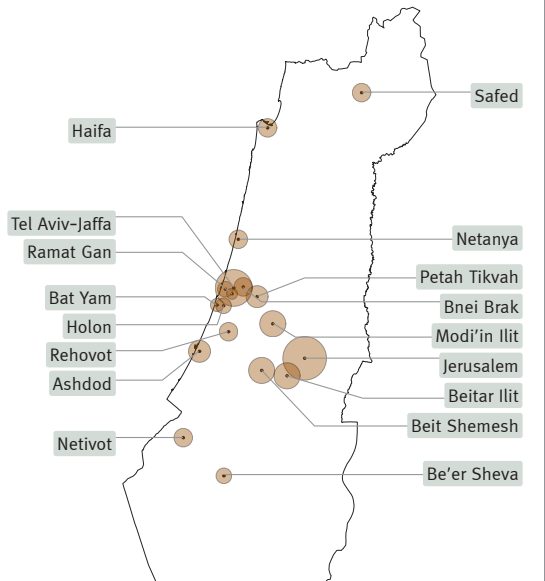 Safed
Haifa
Tel Aviv-Jaffa
Netanya
Ramat Gan
Petah Tikvah
Bat Yam
Bnei Brak
Holon
Modi’in Ilit
Rehovot
Jerusalem
Ashdod
Beitar Ilit
Beit Shemesh
Netivot
Be’er Sheva